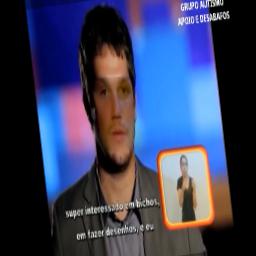 GRUPO AUTISMO
APOIO E DESABAFOS
super interessado em bichos,
em fazer desenhos, e eu